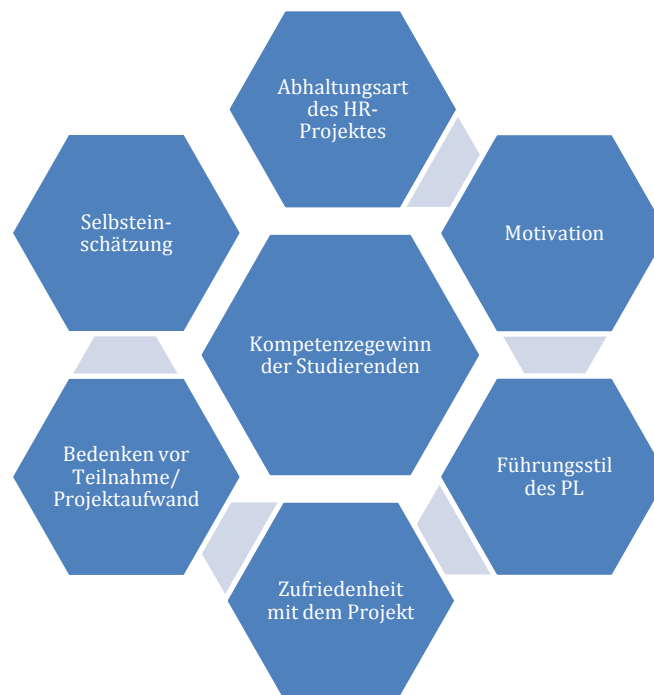 Abhaltungsart
des HR-
Projektes
Motivation
Führungsstil
des PL
Zufriedenheit
mit dem Projekt
Bedenken vor
Teilnahme/
Projektaufwand
Selbstein-
schätzung
Kompetenzegewinn
der Studierenden